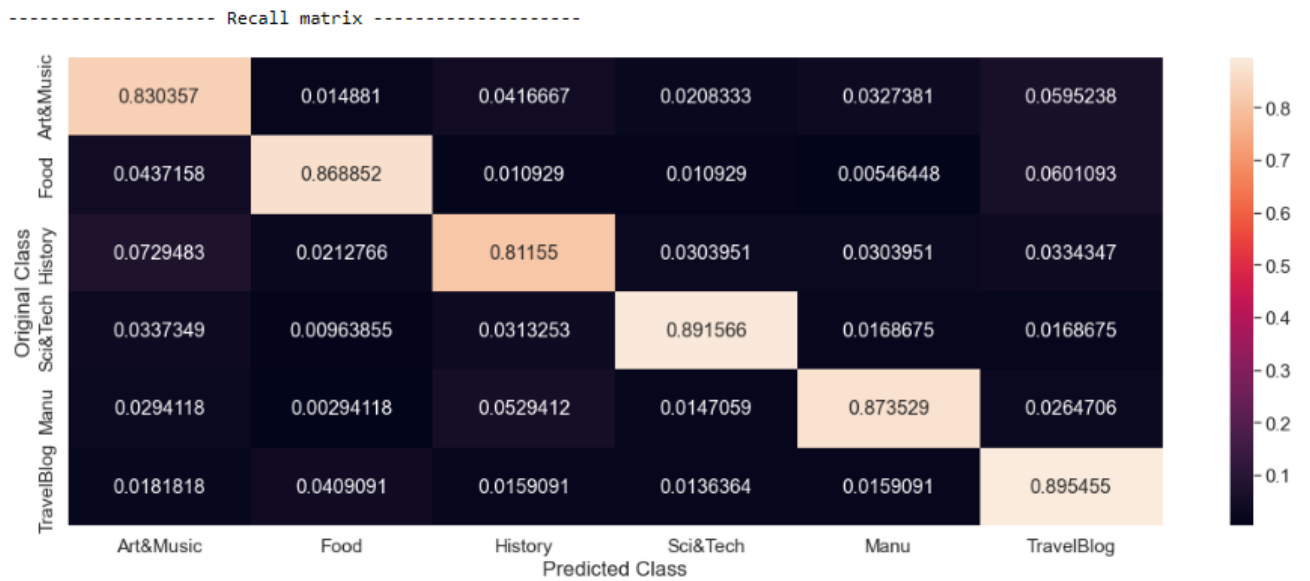 -------------------- Recall matrix --------------------
Art&Music 0.830357 0.014881 0.0416667 0.0208333 0.0327381 0.0595238
Food 0.0437158 0.868852 0.010929 0.010929 0.00546448 0.0601093
History 0.0729483 0.0212766 0.81155 0.0303951 0.0303951 0.0334347
Sci&Tech 0.0337349 0.00963855 0.0313253 0.891566 0.0168675 0.0168675
Manu 0.0294118 0.00294118 0.0529412 0.0147059 0.873529 0.0264706
TravelBlog 0.0181818 0.0409091 0.0159091 0.0136364 0.0159091 0.895455
Original Class
Art&Music Food History Sci&Tech Manu TravelBlog
Predicted Class
0.8
0.7
0.6
0.5
0.4
0.3
0.2
0.1